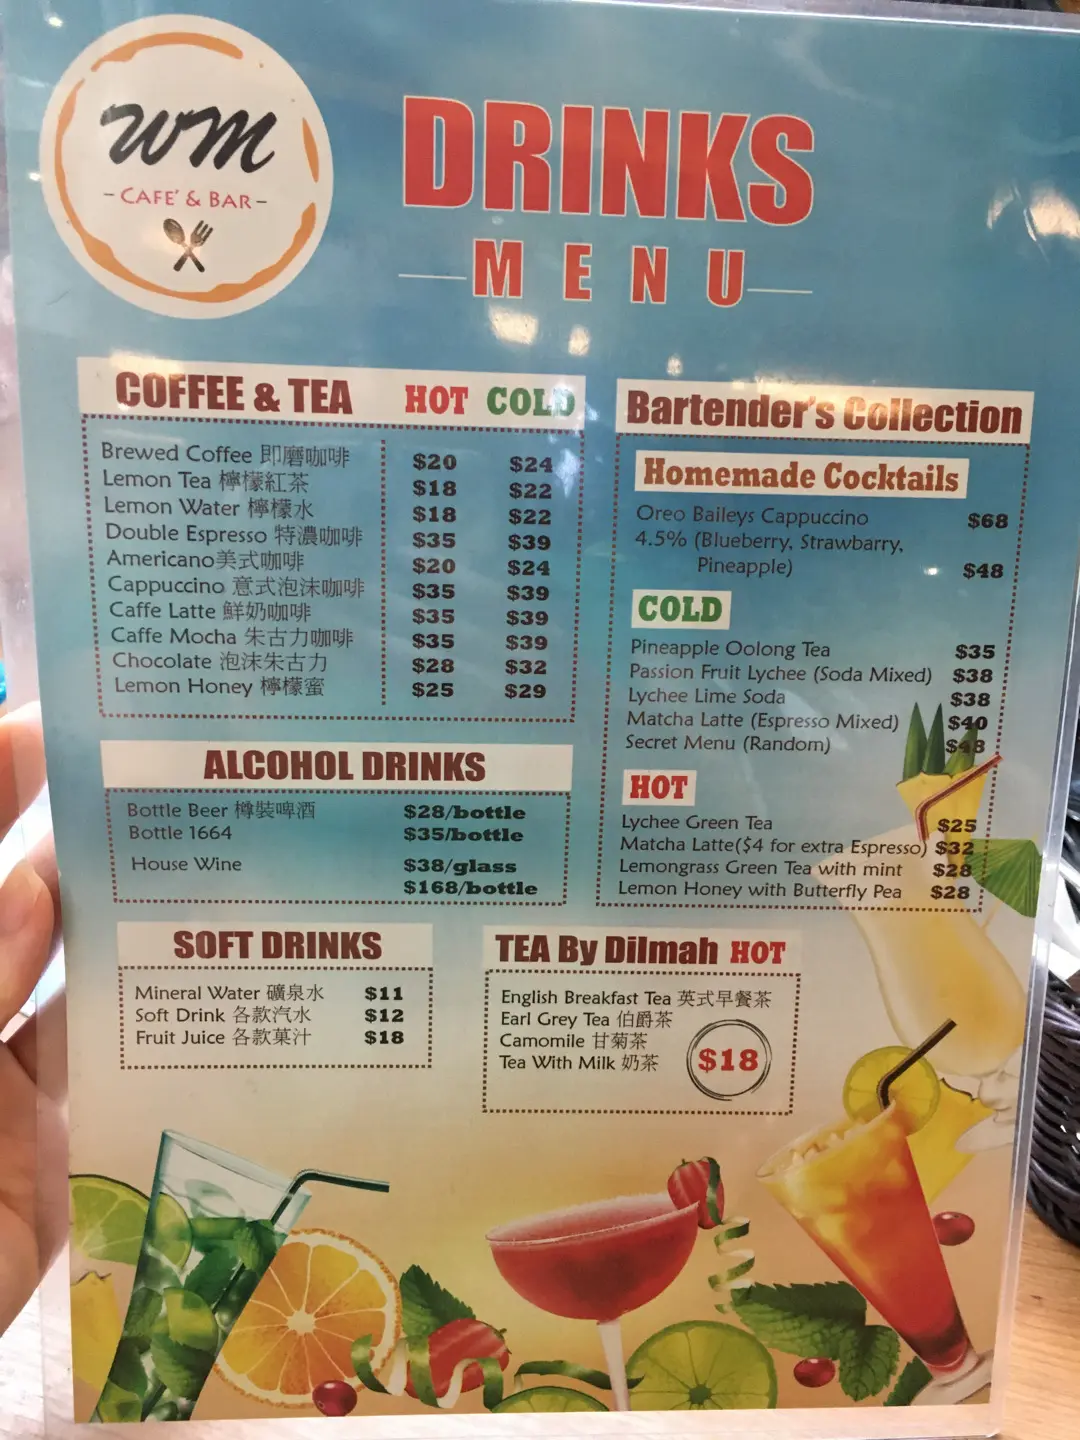 WM
- CAFE' & BAR -
DRINKS
MENU
COFFEE & TEA HOT COLD
Brewed Coffee 即磨咖啡 $20 $24
Lemon Tea 檸檬紅茶 $18 $22
Lemon Water 檸檬水 $18 $22
Double Espresso 特濃咖啡 $35 $39
Americano美式咖啡 $20 $24
Cappuccino 意式泡沫咖啡 $35 $39
Caffe Latte 鮮奶咖啡 $35 $39
Caffe Mocha 朱古力咖啡 $35 $39
Chocolate 泡沫朱古力 $28 $32
Lemon Honey 檸檬蜜 $25 $29
ALCOHOL DRINKS
Bottle Beer 樽裝啤酒 $28/bottle
Bottle 1664 $35/bottle
House Wine $38/glass
$168/bottle
SOFT DRINKS
Mineral Water 礦泉水 $11
Soft Drink 各款汽水 $12
Fruit Juice 各款菓汁 $18
Bartender's Collection
Homemade Cocktails
Oreo Baileys Cappuccino $68
4.5% (Blueberry, Strawbarry,
Pineapple) $48
COLD
Pineapple Oolong Tea $35
Passion Fruit Lychee (Soda Mixed) $38
Lychee Lime Soda $38
Matcha Latte (Espresso Mixed) $40
Secret Menu (Random) $48
HOT
Lychee Green Tea $25
Matcha Latte($4 for extra Espresso) $32
Lemongrass Green Tea with mint $28
Lemon Honey with Butterfly Pea $28
TEA By Dilmah HOT
English Breakfast Tea 英式早餐茶
Earl Grey Tea 伯爵茶
Camomile 甘菊茶
Tea With Milk 奶茶
$18